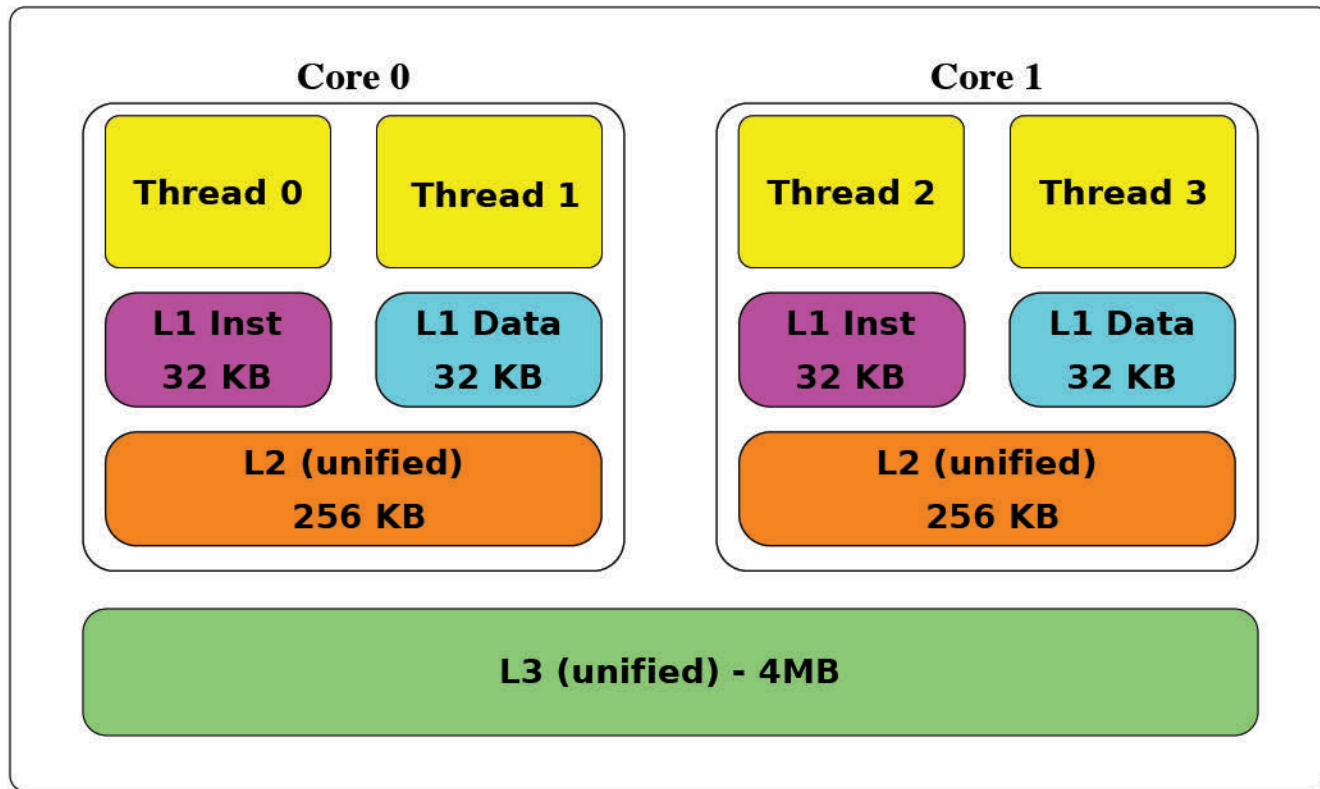 Core 0
Thread 0
Thread 1
L1 Inst
32 KB
L1 Data
32 KB
L2 (unified)
256 KB
Core 1
Thread 2
Thread 3
L1 Inst
32 KB
L1 Data
32 KB
L2 (unified)
256 KB
L3 (unified) - 4MB